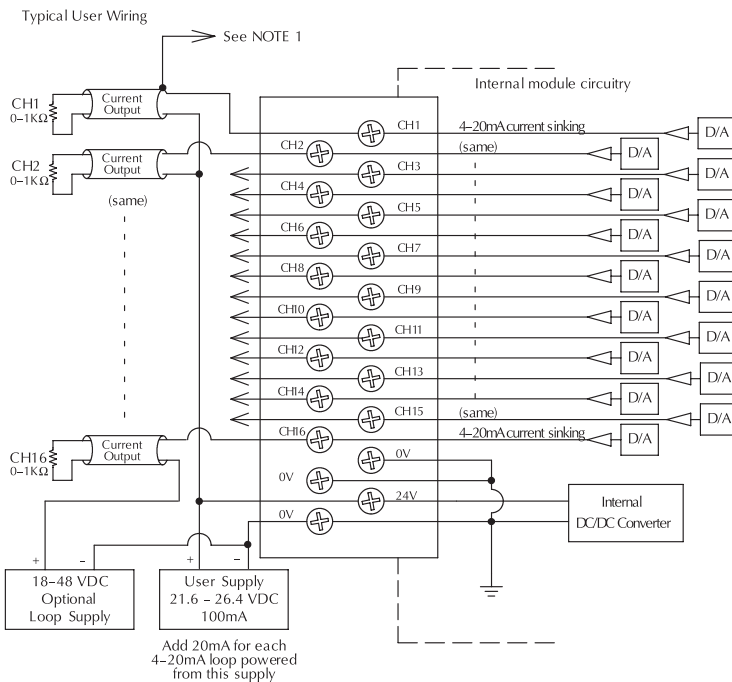 Typical User Wiring
See NOTE 1
Internal module circuitry
CH1
0–1KΩ
Current
Output
CH1
4–20mA current sinking
D/A
CH2
0–1KΩ
Current
Output
CH2
(same)
D/A
CH3
D/A
(same)
CH4
D/A
CH5
D/A
CH6
D/A
CH7
D/A
CH8
D/A
CH9
D/A
CH10
D/A
CH11
D/A
CH12
D/A
CH13
D/A
CH14
D/A
CH15
(same)
D/A
CH16
0–1KΩ
Current
Output
CH16
4–20mA current sinking
D/A
0V
0V
24V
0V
Internal
DC/DC Converter
+
–
+
–
18–48 VDC
Optional
Loop Supply
User Supply
21.6 – 26.4 VDC
100mA
Add 20mA for each
4–20mA loop powered
from this supply